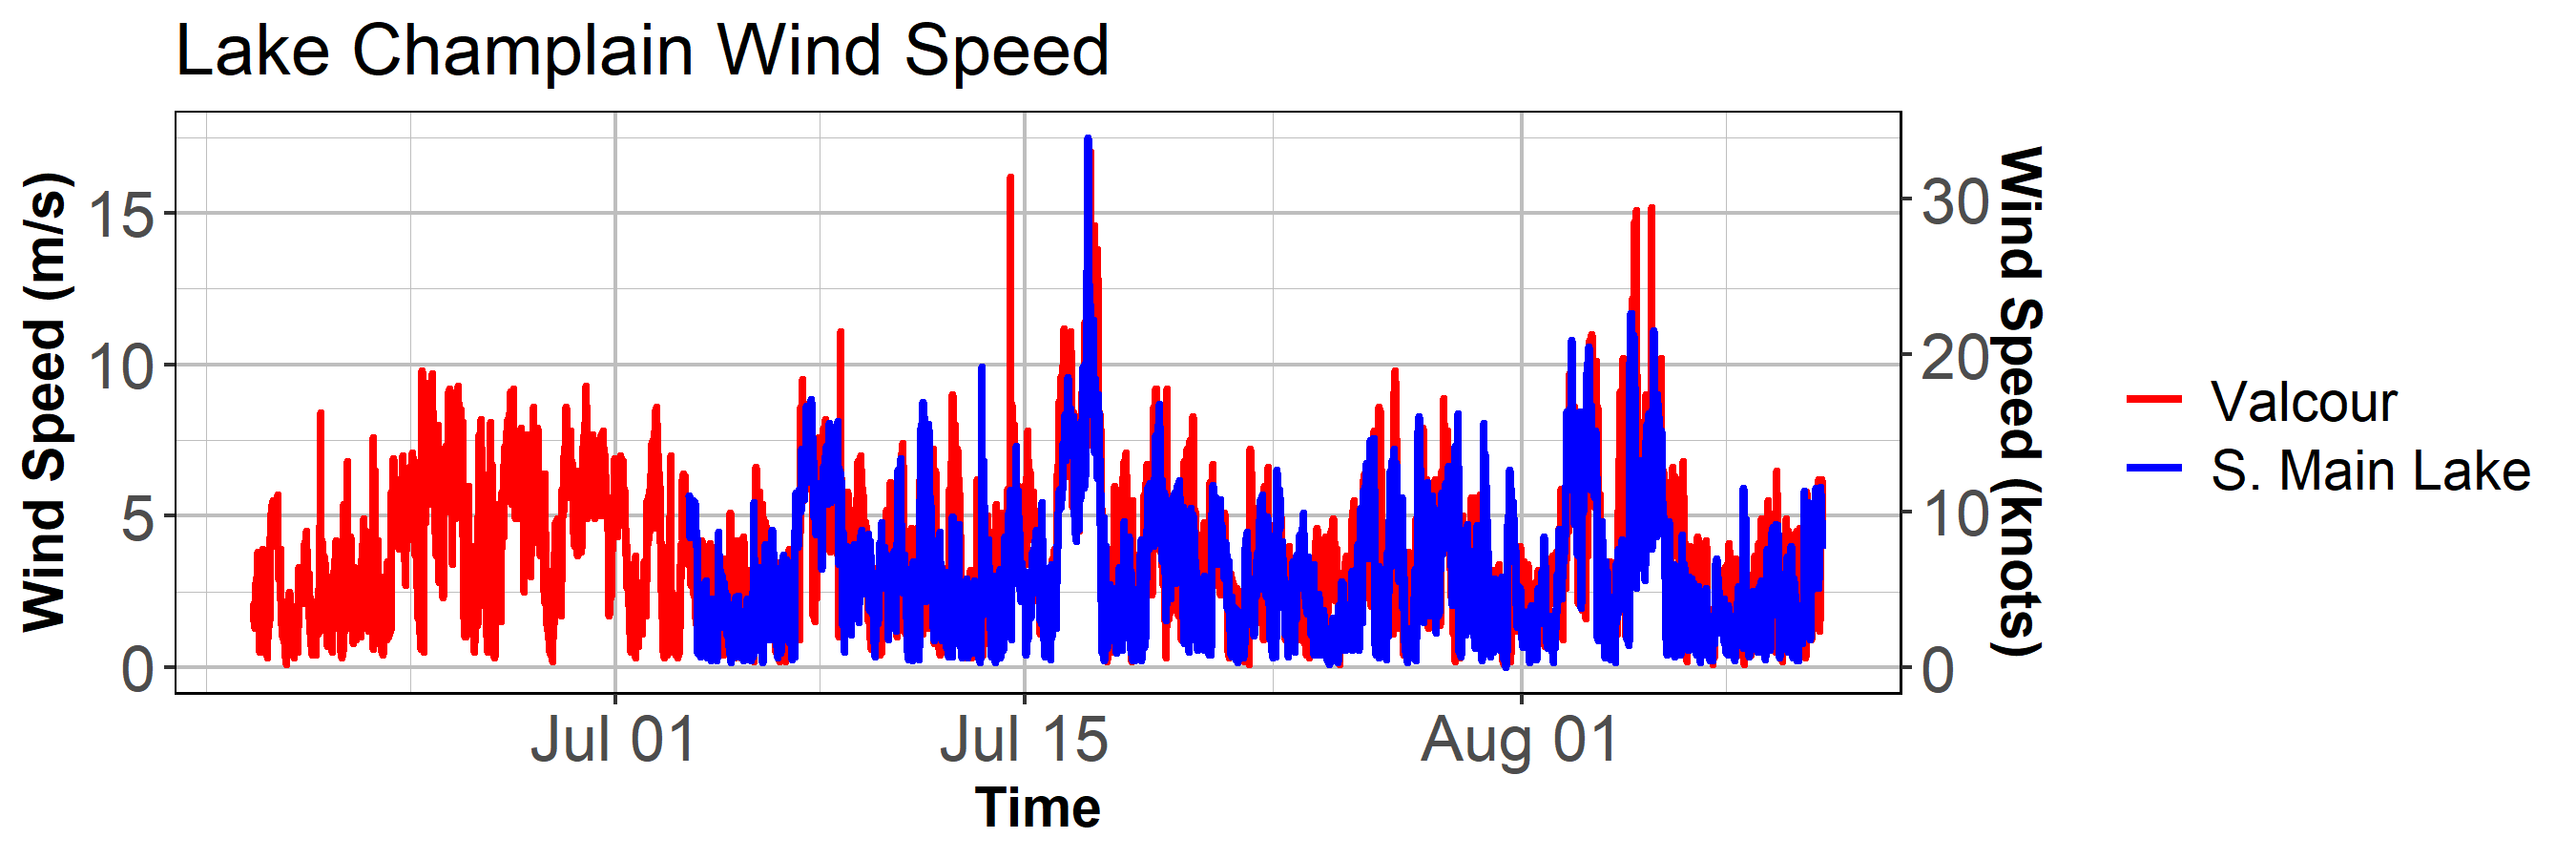 Lake Champlain Wind Speed
Wind Speed (m/s)
15
10
5
0
30
20
10
0
Wind Speed (knots)
Jul 01
Jul 15
Aug 01
Time
Valcour
S. Main Lake